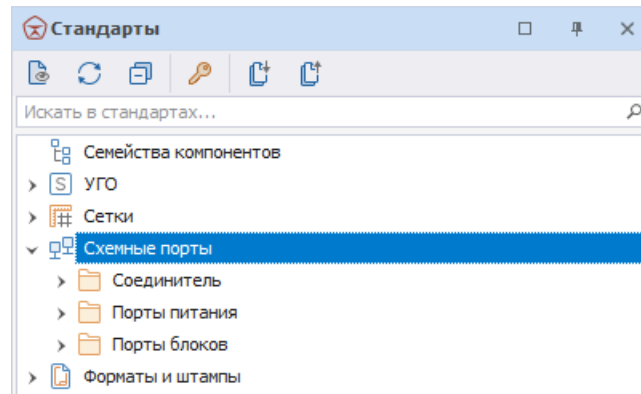 Стандарты
Искать в стандартах...
Семейства компонентов
S УГО
Сетки
Схемные порты
Соединитель
Порты питания
Порты блоков
Форматы и штампы